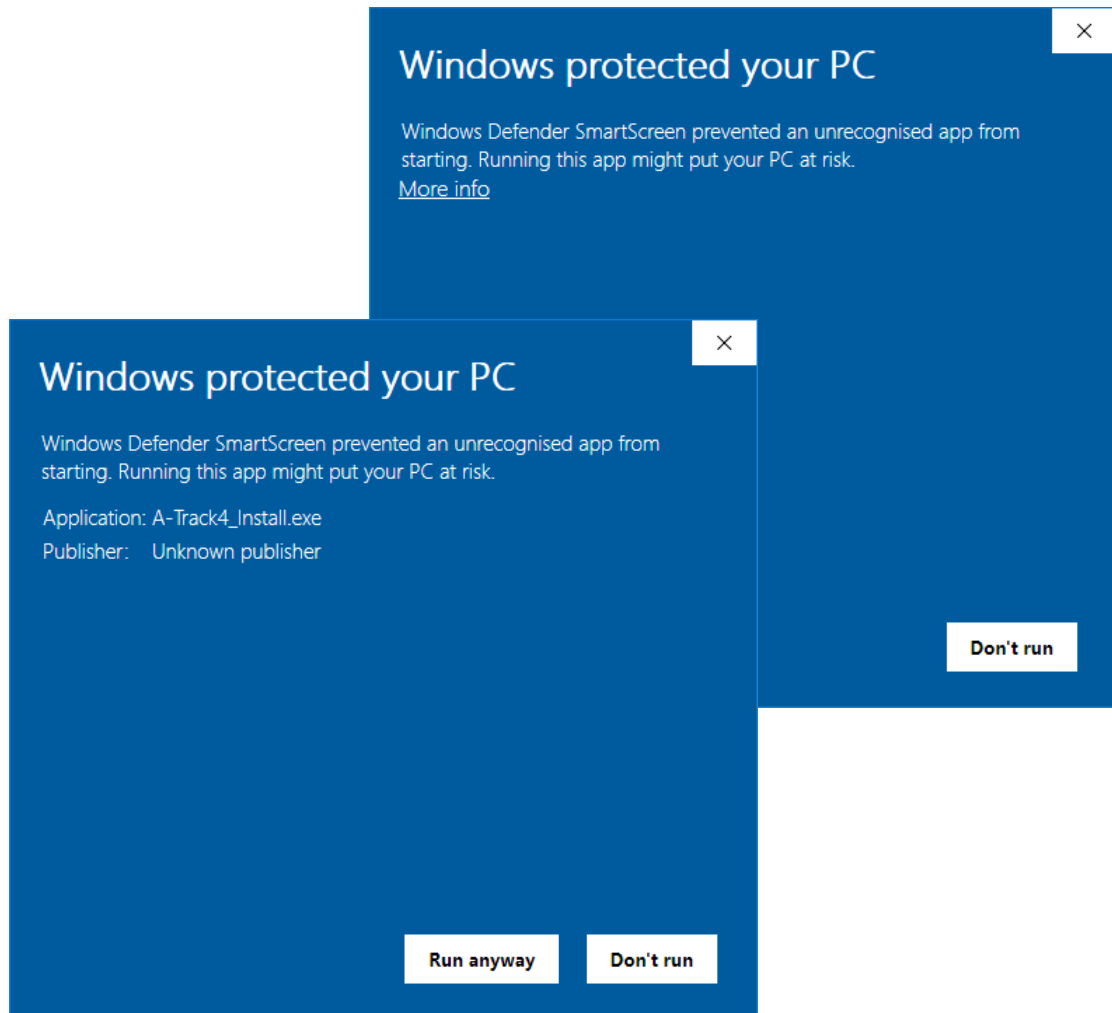 Windows protected your PC
Windows Defender SmartScreen prevented an unrecognised app from
starting. Running this app might put your PC at risk.
More info
Don't run
Windows protected your PC
Windows Defender SmartScreen prevented an unrecognised app from
starting. Running this app might put your PC at risk.
Application: A-Track4_Install.exe
Publisher: Unknown publisher
Run anyway
Don't run